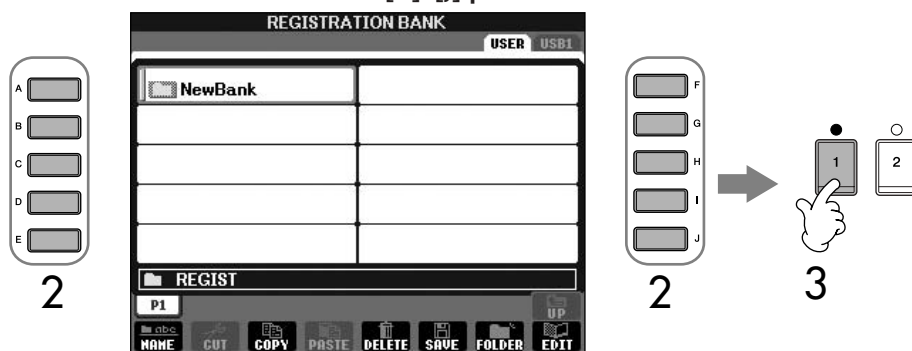 REGISTRATION BANK
USER USB1
NewBank
A
B
C
D
E
F
G
H
I
J
1 2
2
2
3
REGIST
P1
UP
abc
NAME CUT COPY PASTE DELETE SAVE FOLDER EDIT